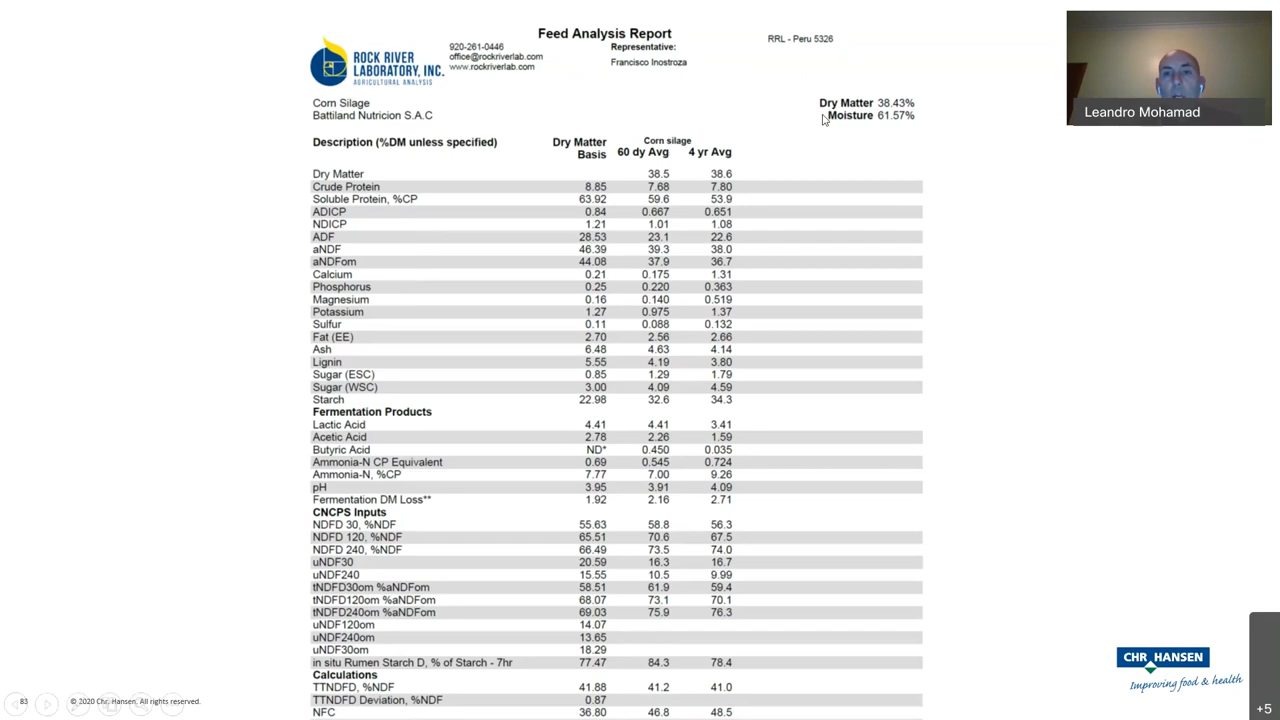 Feed Analysis Report
RRL - Peru 5326
ROCK RIVER
LABORATORY, INC.
AGRICULTURAL ANALYSIS
920-261-0446
office@rockriverlab.com
www.rockriverlab.com
Representative:
Francisco Inostroza
Leandro Mohamad
Corn Silage
Battiland Nutricion S.A.C
Dry Matter 38.43%
Moisture 61.57%
Description (%DM unless specified) Dry Matter Basis Corn silage 60 dy Avg 4 yr Avg
Dry Matter 38.5 38.6
Crude Protein 8.85 7.68 7.80
Soluble Protein, %CP 63.92 59.6 53.9
ADICP 0.84 0.667 0.651
NDICP 1.21 1.01 1.08
ADF 28.53 23.1 22.6
aNDF 46.39 39.3 38.0
aNDFom 44.08 37.9 36.7
Calcium 0.21 0.175 1.31
Phosphorus 0.25 0.220 0.363
Magnesium 0.16 0.140 0.519
Potassium 1.27 0.975 1.37
Sulfur 0.11 0.088 0.132
Fat (EE) 2.70 2.56 2.66
Ash 6.48 4.63 4.14
Lignin 5.55 4.19 3.80
Sugar (ESC) 0.85 1.29 1.79
Sugar (WSC) 3.00 4.09 4.59
Starch 22.98 32.6 34.3
Fermentation Products
Lactic Acid 4.41 4.41 3.41
Acetic Acid 2.78 2.26 1.59
Butyric Acid ND* 0.450 0.035
Ammonia-N CP Equivalent 0.69 0.545 0.724
Ammonia-N, %CP 7.77 7.00 9.26
pH 3.95 3.91 4.09
Fermentation DM Loss** 1.92 2.16 2.71
CNCPS Inputs
NDFD 30, %NDF 55.63 58.8 56.3
NDFD 120, %NDF 65.51 70.6 67.5
NDFD 240, %NDF 66.49 73.5 74.0
uNDF30 20.59 16.3 16.7
uNDF240 15.55 10.5 9.99
tNDFD30om %aNDFom 58.51 61.9 59.4
tNDFD120om %aNDFom 68.07 73.1 70.1
tNDFD240om %aNDFom 69.03 75.9 76.3
uNDF120om 14.07
uNDF240om 13.65
uNDF30om 18.29
in situ Rumen Starch D, % of Starch - 7hr 77.47 84.3 78.4
Calculations
TTNDFD, %NDF 41.88 41.2 41.0
TTNDFD Deviation, %NDF 0.87
NFC 36.80 46.8 48.5
CHR HANSEN
Improving food & health
83 © 2020 Chr. Hansen. All rights reserved.
+5